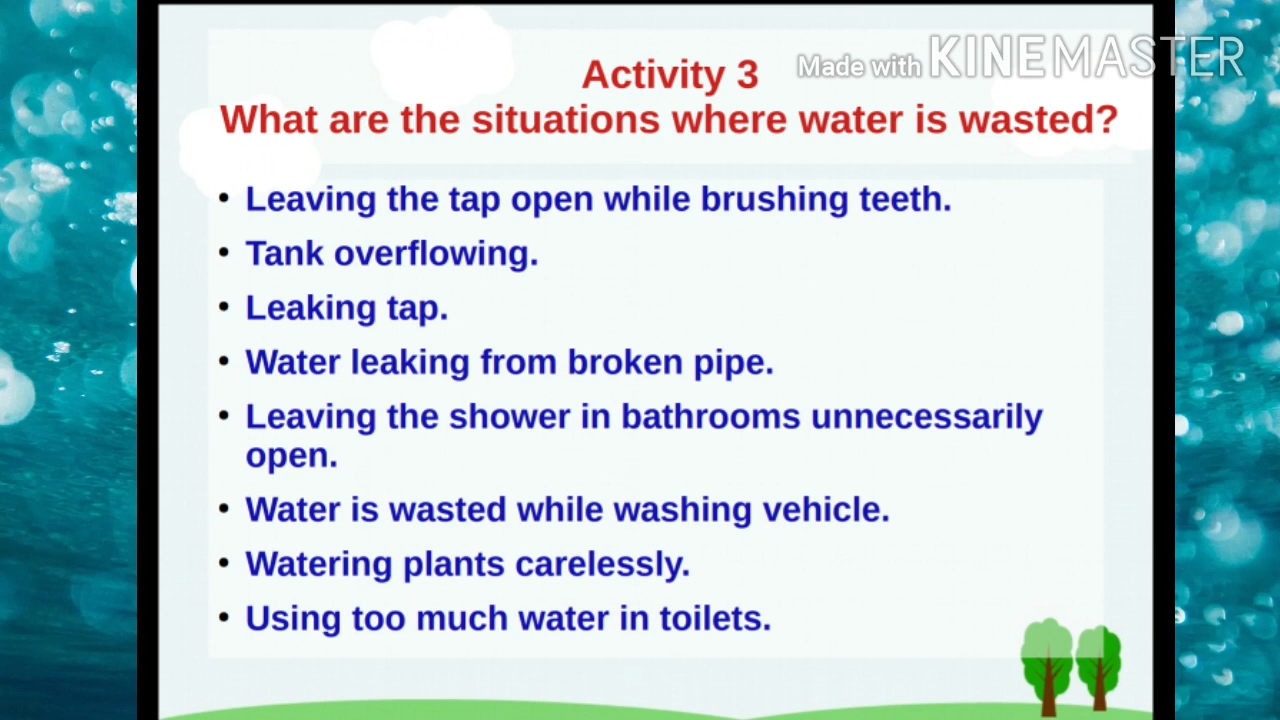 Activity 3
Made with KINEMASTER
What are the situations where water is wasted?
• Leaving the tap open while brushing teeth.
• Tank overflowing.
• Leaking tap.
• Water leaking from broken pipe.
• Leaving the shower in bathrooms unnecessarily
open.
• Water is wasted while washing vehicle.
• Watering plants carelessly.
• Using too much water in toilets.